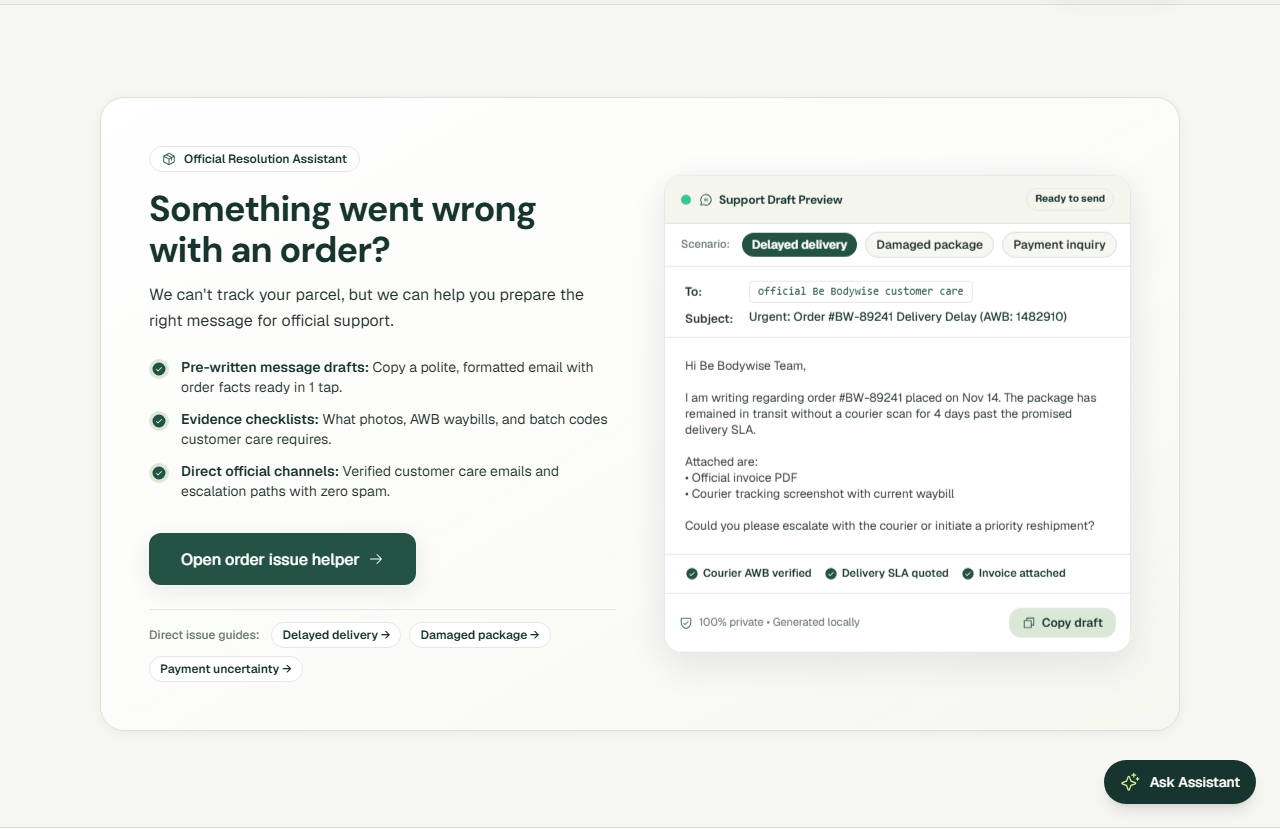 Official Resolution Assistant
Something went wrong
with an order?
We can't track your parcel, but we can help you prepare the
right message for official support.
Pre-written message drafts: Copy a polite, formatted email with
order facts ready in 1 tap.
Evidence checklists: What photos, AWB waybills, and batch codes
customer care requires.
Direct official channels: Verified customer care emails and
escalation paths with zero spam.
Open order issue helper →
Direct issue guides: Delayed delivery → Damaged package →
Payment uncertainty →
Support Draft Preview Ready to send
Scenario: Delayed delivery Damaged package Payment inquiry
To: official Be Bodywise customer care
Subject: Urgent: Order #BW-89241 Delivery Delay (AWB: 1482910)
Hi Be Bodywise Team,
I am writing regarding order #BW-89241 placed on Nov 14. The package has
remained in transit without a courier scan for 4 days past the promised
delivery SLA.
Attached are:
• Official invoice PDF
• Courier tracking screenshot with current waybill
Could you please escalate with the courier or initiate a priority reshipment?
Courier AWB verified Delivery SLA quoted Invoice attached
100% private • Generated locally Copy draft
Ask Assistant